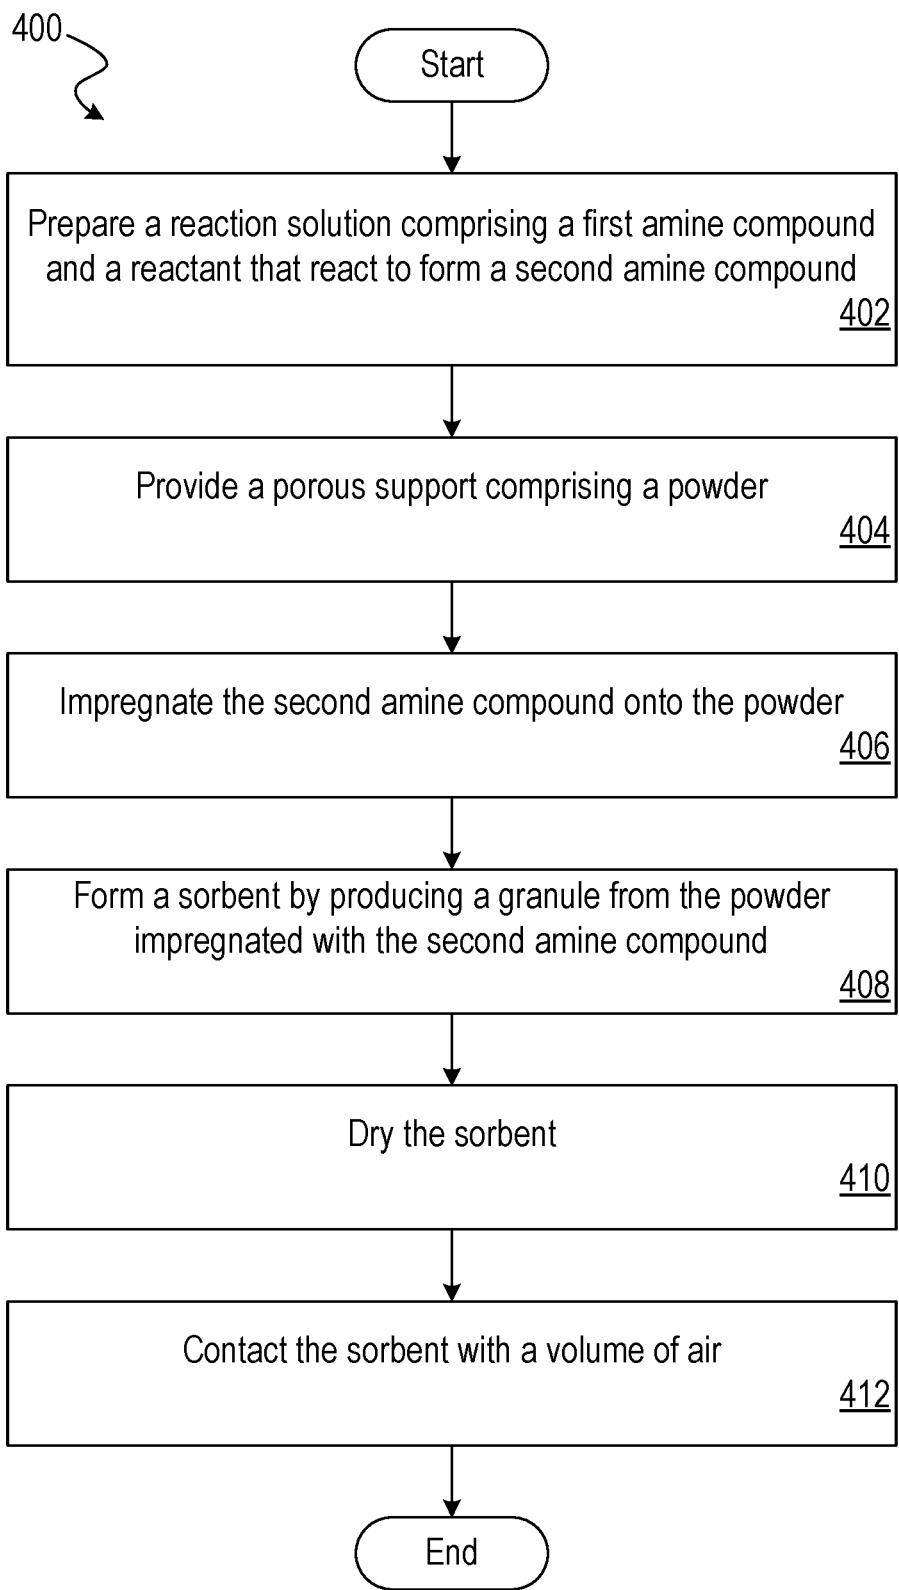 400
Start
Prepare a reaction solution comprising a first amine compound
and a reactant that react to form a second amine compound
402
Provide a porous support comprising a powder
404
Impregnate the second amine compound onto the powder
406
Form a sorbent by producing a granule from the powder
impregnated with the second amine compound
408
Dry the sorbent
410
Contact the sorbent with a volume of air
412
End